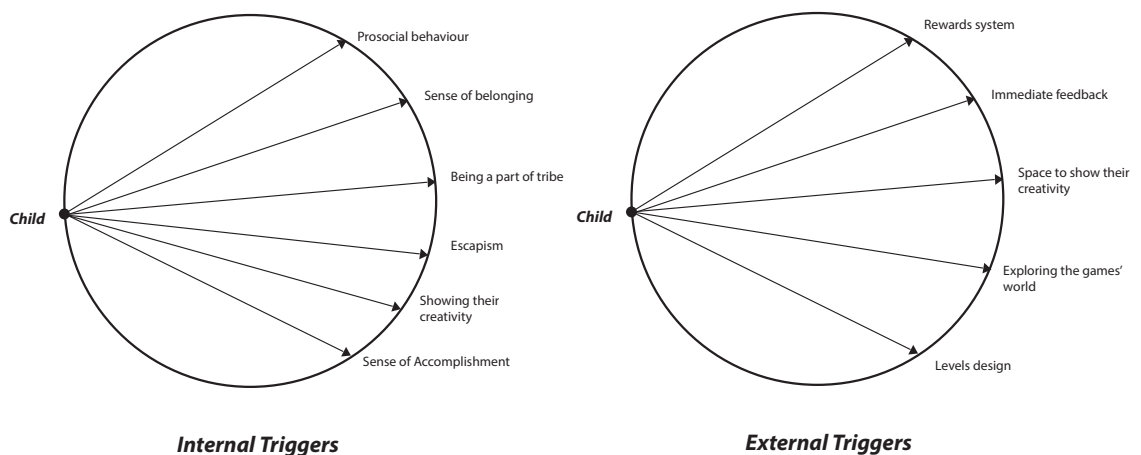 Prosocial behaviour
Sense of belonging
Being a part of tribe
Child
Escapism
Showing their
creativity
Sense of Accomplishment
Internal Triggers
Rewards system
Immediate feedback
Space to show their
creativity
Child
Exploring the games'
world
Levels design
External Triggers